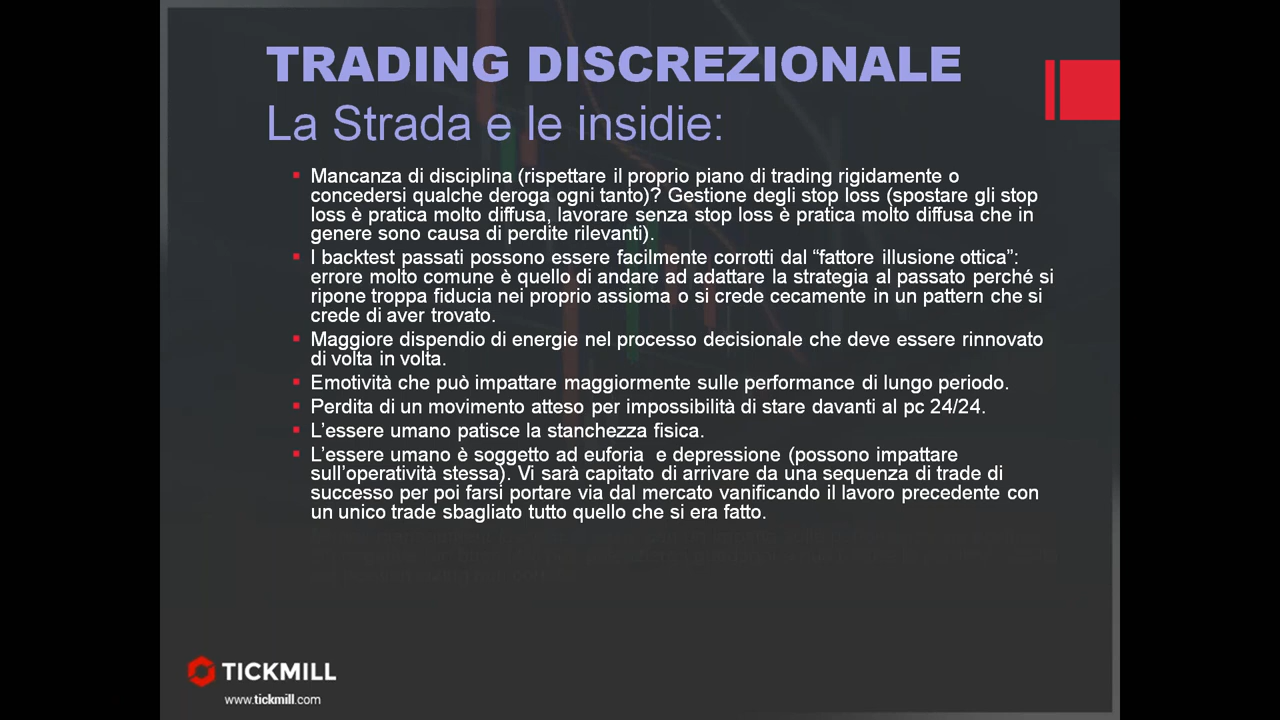 TRADING DISCREZIONALE
La Strada e le insidie:
Mancanza di disciplina (rispettare il proprio piano di trading rigidamente o
concedersi qualche deroga ogni tanto)? Gestione degli stop loss (spostare gli stop
loss è pratica molto diffusa, lavorare senza stop loss è pratica molto diffusa che in
genere sono causa di perdite rilevanti).
I backtest passati possono essere facilmente corrotti dal “fattore illusione ottica”:
errore molto comune è quello di andare ad adattare la strategia al passato perché si
ripone troppa fiducia nei proprio assioma o si crede cecamente in un pattern che si
crede di aver trovato.
Maggiore dispendio di energie nel processo decisionale che deve essere rinnovato
di volta in volta.
Emotività che può impattare maggiormente sulle performance di lungo periodo.
Perdita di un movimento atteso per impossibilità di stare davanti al pc 24/24.
L’essere umano patisce la stanchezza fisica.
L’essere umano è soggetto ad euforia e depressione (possono impattare
sull’operatività stessa). Vi sarà capitato di arrivare da una sequenza di trade di
successo per poi farsi portare via dal mercato vanificando il lavoro precedente con
un unico trade sbagliato tutto quello che si era fatto.
TICKMILL
www.tickmill.com